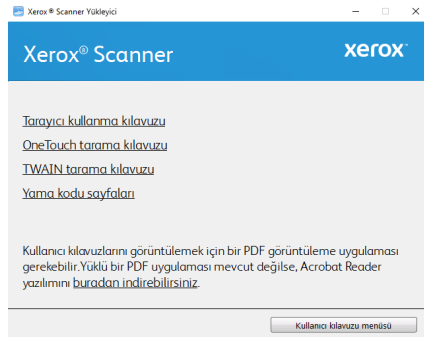 Xerox ® Scanner Yükleyici
Xerox® Scanner
xerox™
Tarayıcı kullanma kılavuzu
OneTouch tarama kılavuzu
TWAIN tarama kılavuzu
Yama kodu sayfaları
Kullanıcı kılavuzlarını görüntülemek için bir PDF görüntüleme uygulaması
gerekebilir.Yüklü bir PDF uygulaması mevcut değilse, Acrobat Reader
yazılımını buradan indirebilirsiniz.
Kullanıcı kılavuzu menüsü